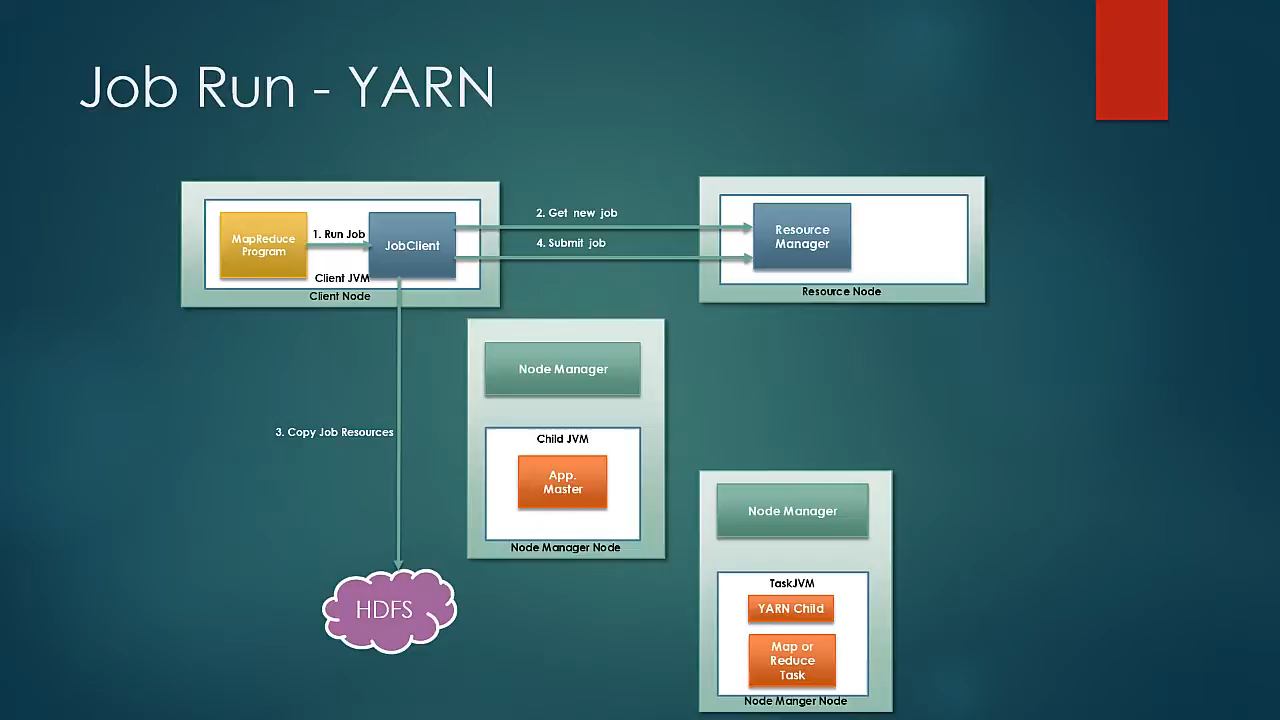 Job Run - YARN
MapReduce
Program
1. Run Job
JobClient
Client JVM
Client Node
2. Get new job
4. Submit job
Resource
Manager
Resource Node
3. Copy Job Resources
HDFS
Node Manager
Child JVM
App.
Master
Node Manager Node
Node Manager
TaskJVM
YARN Child
Map or
Reduce
Task
Node Manger Node